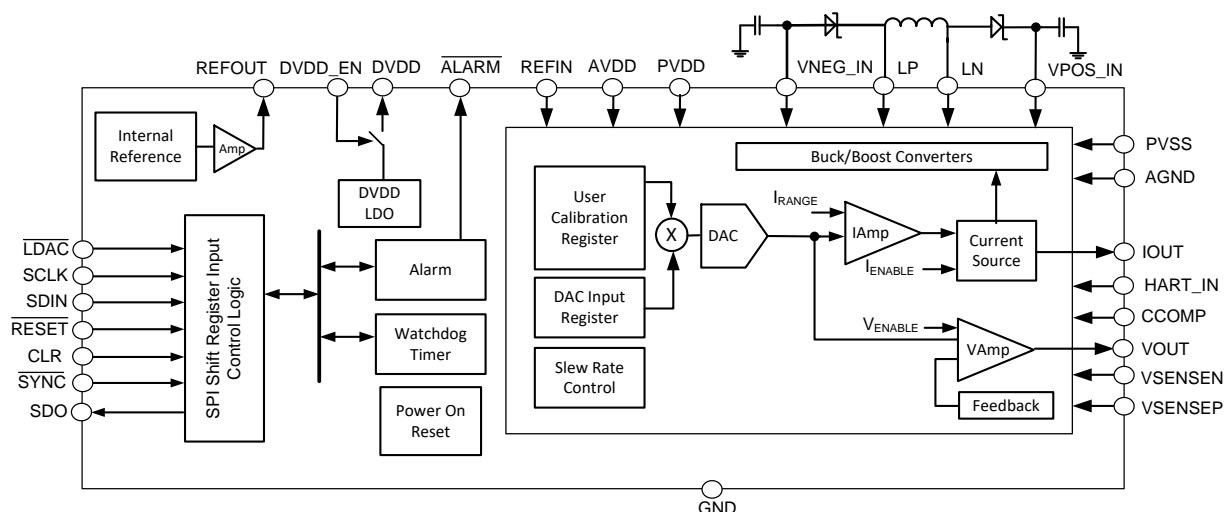 REFOUT
DVDD_EN
DVDD
ALARM
REFIN
AVDD
PVDD
VNEG_IN
LP
LN
VPOS_IN
Internal
Reference
Amp
DVDD
LDO
Buck/Boost Converters
PVSS
AGND
User
Calibration
Register
I RANGE
X
DAC
IAmp
Current
Source
I ENABLE
IOUT
HART_IN
CCOMP
LDAC
SCLK
SDIN
RESET
CLR
SYNC
SDO
SPI Shift Register Input
Control Logic
Alarm
Watchdog
Timer
Power On
Reset
DAC Input
Register
Slew Rate
Control
V ENABLE
VAmp
Feedback
VOUT
VSENSEN
VSENSEP
GND